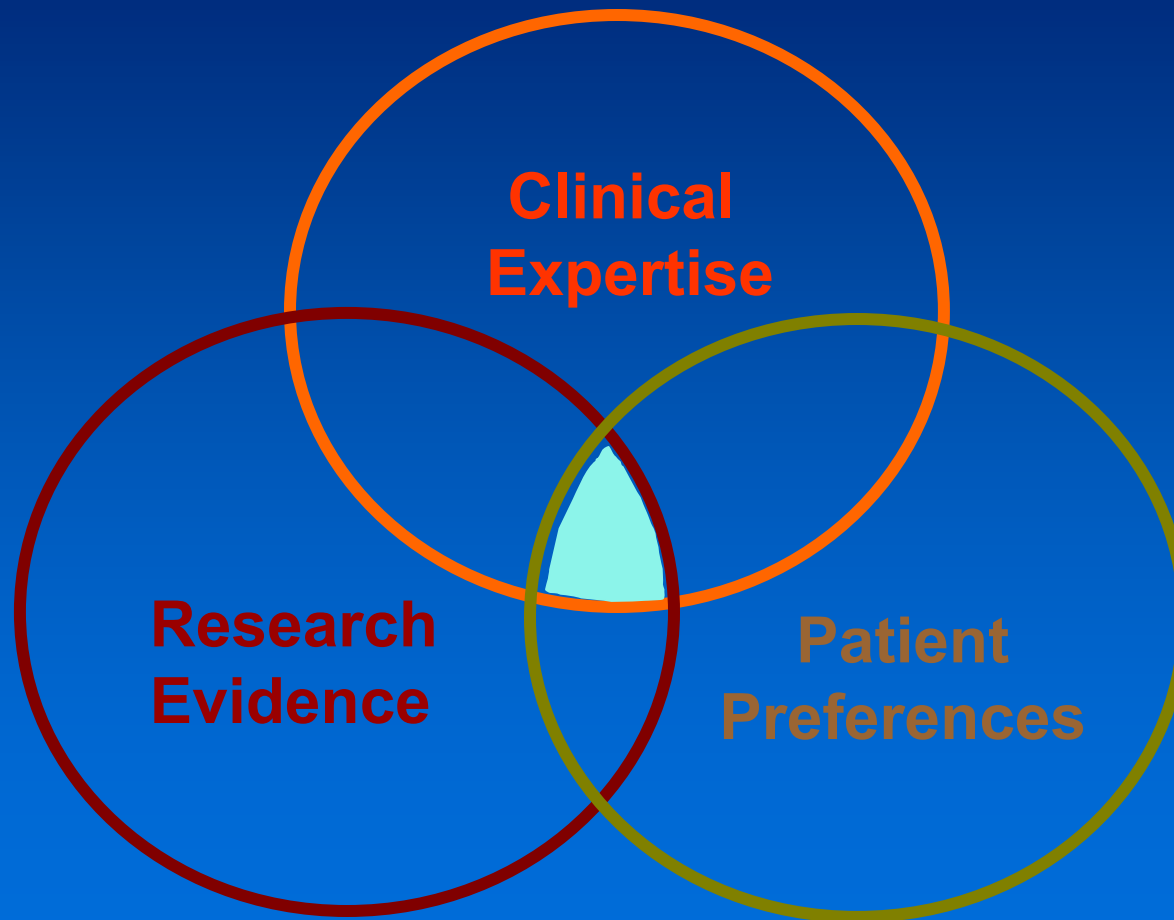 Clinical
Expertise
Research
Evidence
Patient
Preferences